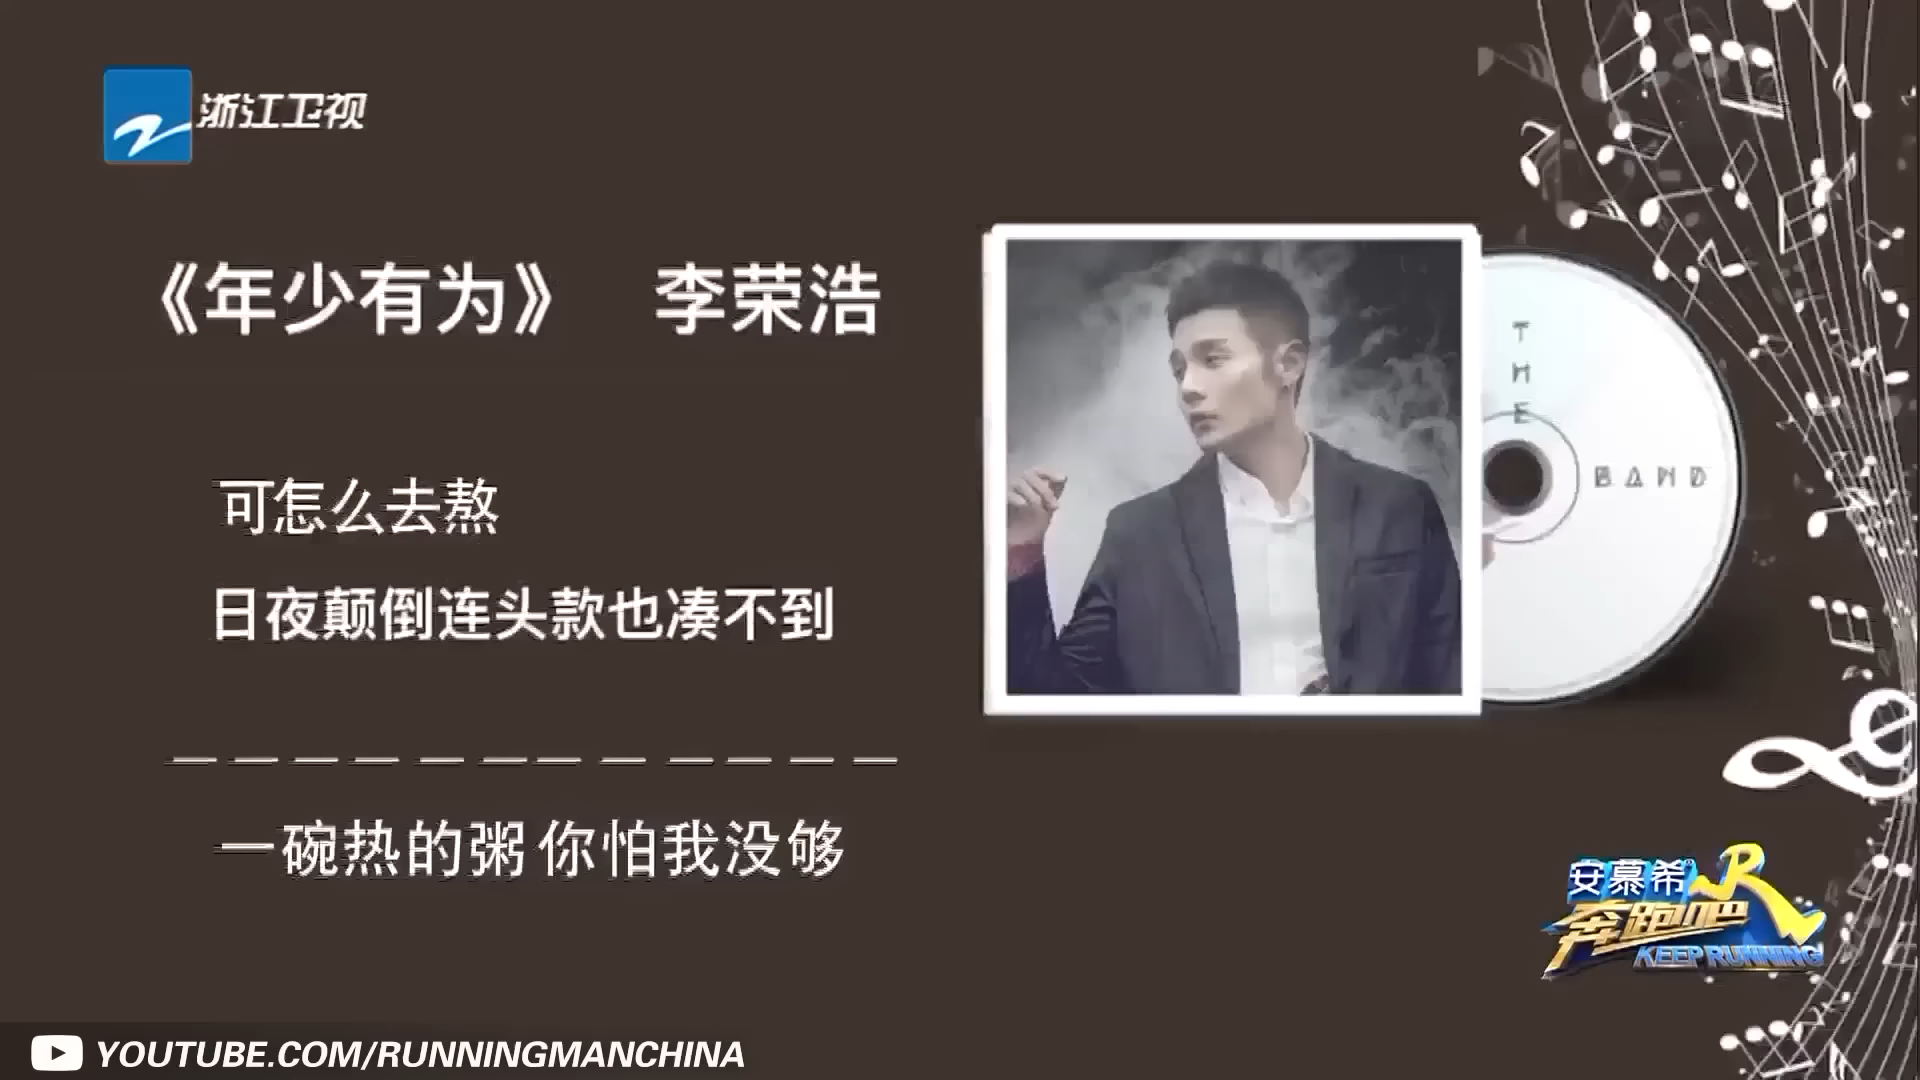 浙江卫视
《年少有为》 李荣浩
可怎么去熬
日夜颠倒连头款也凑不到
— — — — — — — — — — — —
一碗热的粥 你怕我没够
THE
BAND
安慕希
奔跑吧
KEEP RUNNING
YOUTUBE.COM/RUNNINGMANCHINA